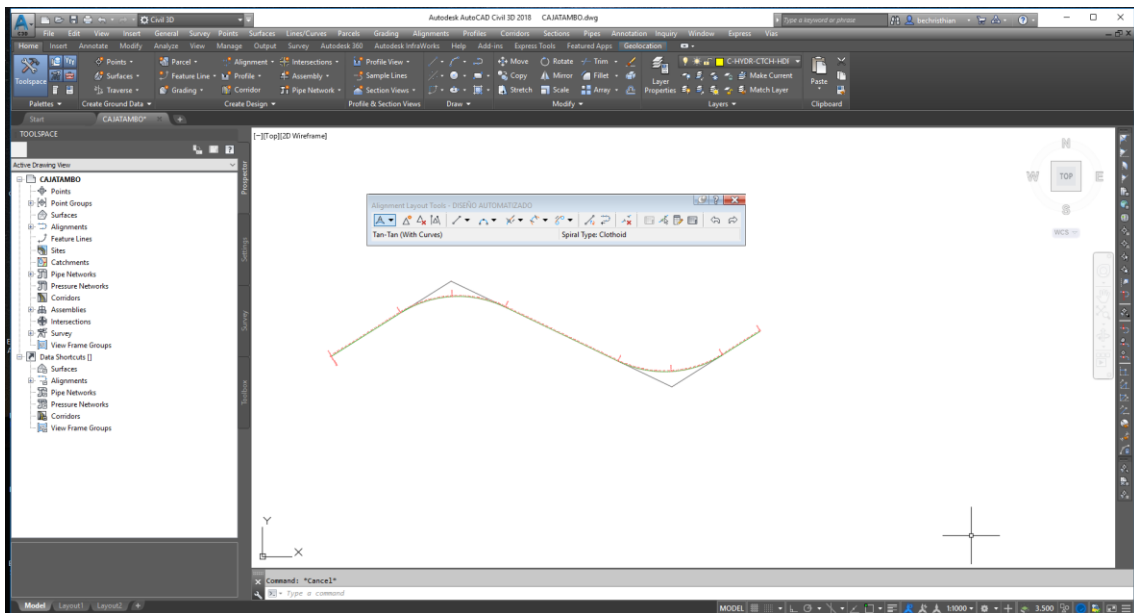 Autodesk AutoCAD Civil 3D 2018 CAJATAMBO.dwg
Civil 3D
Type a keyword or phrase
bechristhian
File Edit View Insert General Survey Points Surfaces Lines/Curves Parcels Grading Alignments Profiles Corridors Sections Pipes Annotation Inquiry Window Express Vias
Home Insert Annotate Modify Analyze View Manage Output Survey Autodesk 360 Autodesk InfraWorks Help Add-ins Express Tools Featured Apps Geolocation
Toolspace
Points
Surfaces
Traverse
Parcel
Feature Line
Grading
Alignment
Profile
Corridor
Intersections
Assembly
Pipe Network
Profile View
Sample Lines
Section Views
Move
Copy
Stretch
Rotate
Mirror
Scale
Trim
Fillet
Array
Layer
Properties
C-HYDR-CTCH-HDI
Make Current
Match Layer
Paste
Palettes Create Ground Data Create Design Profile & Section Views Draw Modify Layers Clipboard
Start CAJATAMBO*
TOOLSPACE
Active Drawing View
CAJATAMBO
Points
Point Groups
Surfaces
Alignments
Feature Lines
Sites
Catchments
Pipe Networks
Pressure Networks
Corridors
Assemblies
Intersections
Survey
View Frame Groups
Data Shortcuts []
Surfaces
Alignments
Pipe Networks
Pressure Networks
Corridors
View Frame Groups
Prospector
Settings
Survey
Toolbox
[−][Top][2D Wireframe]
Alignment Layout Tools - DISEÑO AUTOMATIZADO
Tan-Tan (With Curves) Spiral Type: Clothoid
N
W TOP E
S
WCS
Y
X
Command: *Cancel*
Type a command
Model Layout1 Layout2 +
MODEL 1:1000 3.500